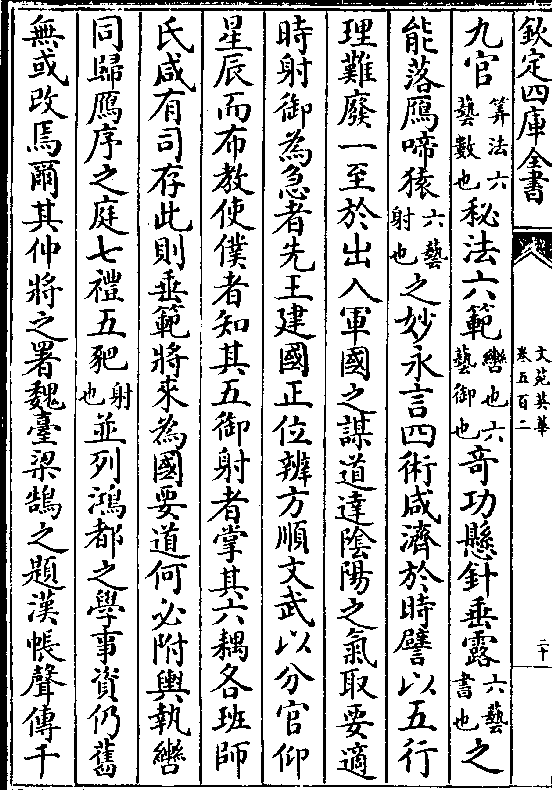 欽定四庫全書
文苑英華
卷五百二
二十
九官算法六藝數也秘法六範轡也六藝御也奇功懸針垂露六藝書也之
能落鴈啼猿六藝射也之妙永言四術咸濟於時譬以五行
理難廢一至於出入軍國之謀道達陰陽之氣取要適
時射御為急者先王建國正位辨方順文武以分官仰
星辰而布教使僕者知其五御射者掌其六耦各班師
氏咸有司存此則垂範將來為國要道何必附輿執轡
同歸鴈序之庭七禮五豝射也並列鴻都之學事資仍舊
無或改焉爾其仲將之署魏臺梁鵠之題漢帳聲傳千